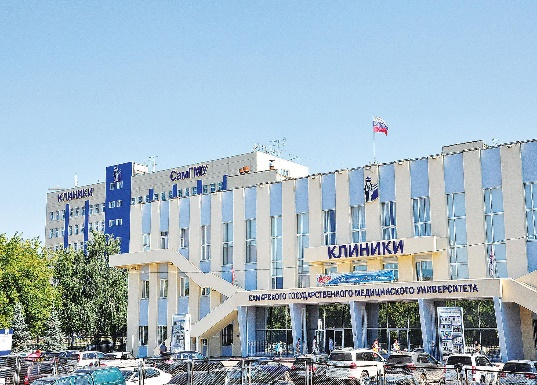 КЛИНИКИ
СамГМУ
КЛИНИКИ
САМАРСКОГО ГОСУДАРСТВЕННОГО МЕДИЦИНСКОГО УНИВЕРСИТЕТА